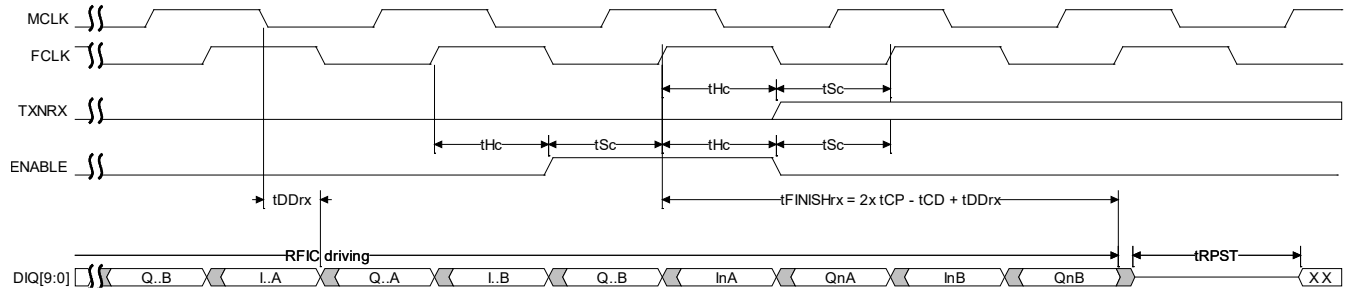 MCLK
FCLK
tHc tSc
TXNRX
tHc tSc tHc tSc
ENABLE
tDDrx tFINISHrx = 2x tCP - tCD + tDDrx
RFIC driving tRPST
DIQ[9:0] Q..B I..A Q..A I..B Q..B InA QnA InB QnB XX